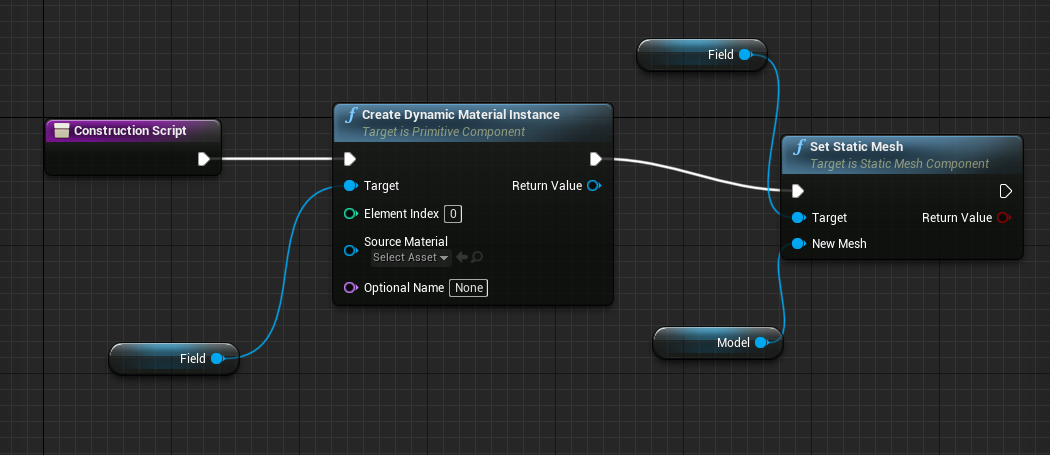 Field
Construction Script
f Create Dynamic Material Instance
Target is Primitive Component
Target
Return Value
Element Index 0
Source Material
Select Asset
Optional Name None
f Set Static Mesh
Target is Static Mesh Component
Target
Return Value
New Mesh
Field
Model